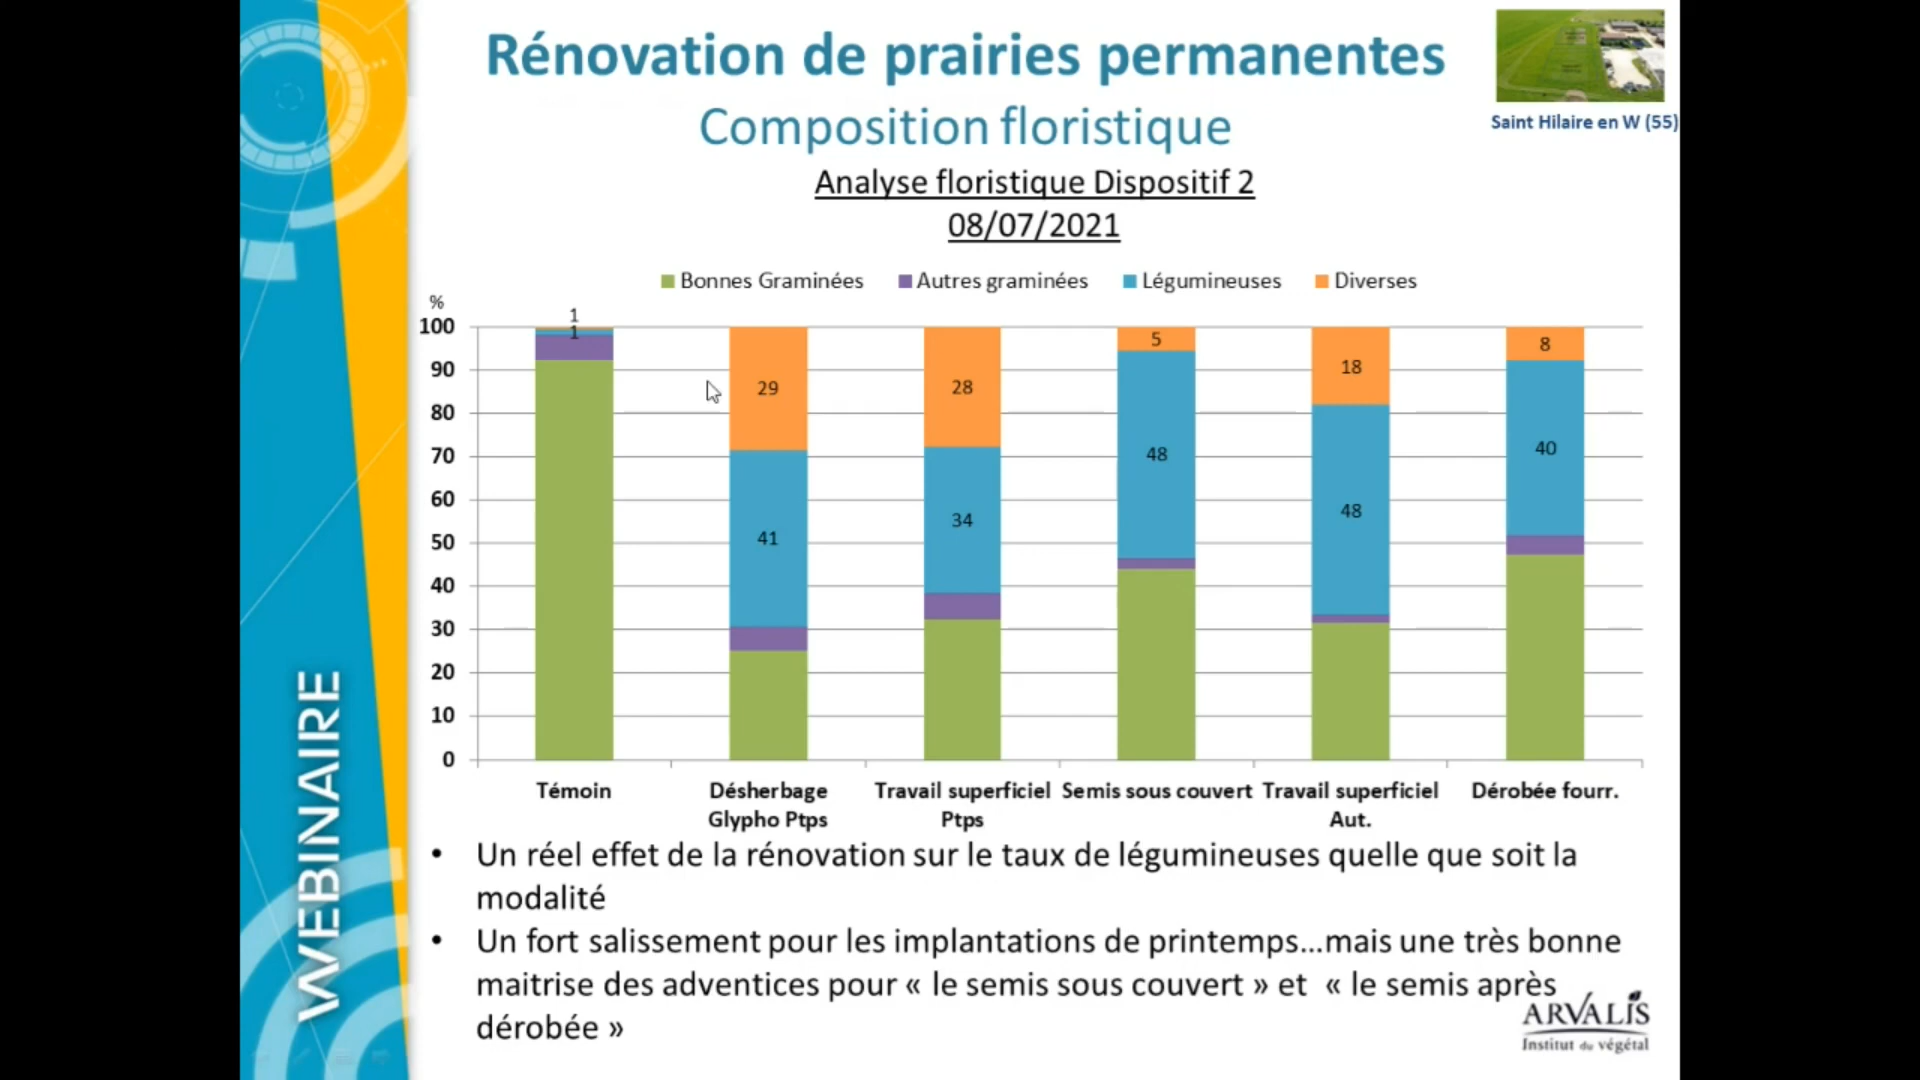 Rénovation de prairies permanentes
Composition floristique
Saint Hilaire en W (55)
Analyse floristique Dispositif 2
08/07/2021
Bonnes Graminées Autres graminées Légumineuses Diverses
%
100
90
80
70
60
50
40
30
20
10
0
1
1
29
41
28
34
5
48
18
48
8
40
Témoin
Désherbage
Glypho Ptps
Travail superficiel
Ptps
Semis sous couvert
Travail superficiel
Aut.
Dérobée fourr.
• Un réel effet de la rénovation sur le taux de légumineuses quelle que soit la
modalité
• Un fort salissement pour les implantations de printemps...mais une très bonne
maitrise des adventices pour « le semis sous couvert » et « le semis après
dérobée »
WEBINAIRE
ARVALIS
Institut du végétal